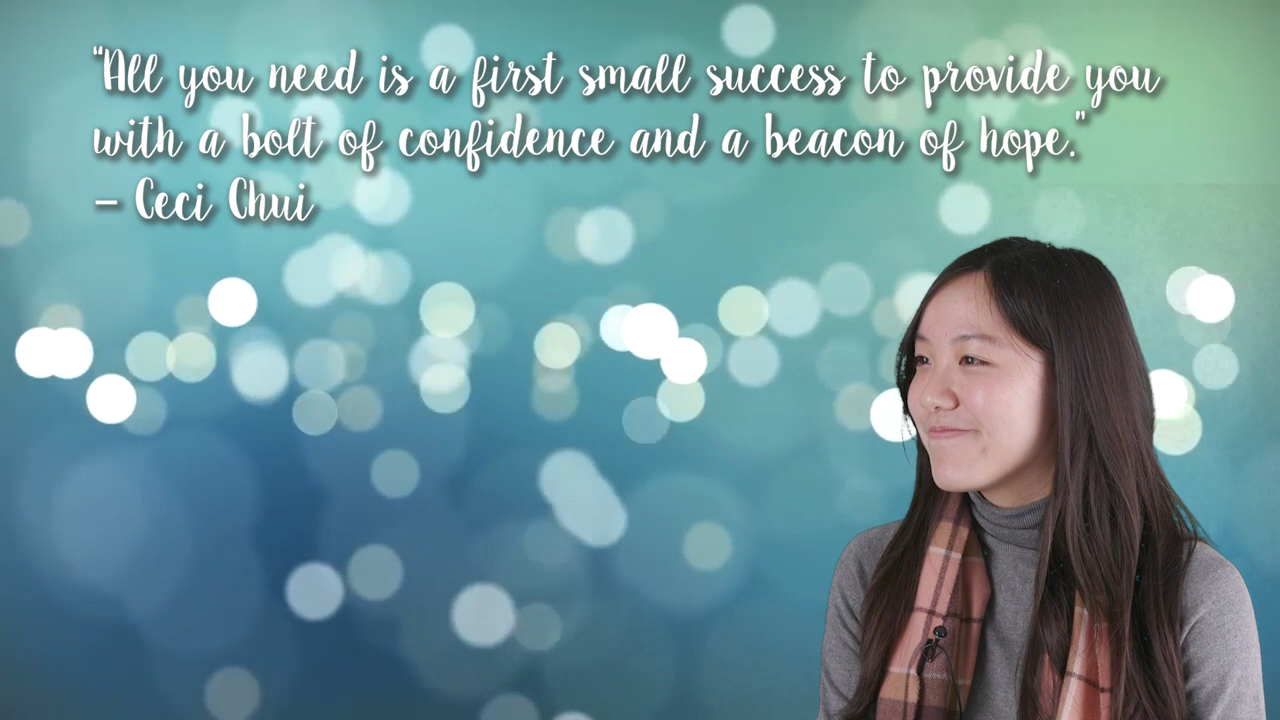 “All you need is a first small success to provide you
with a bolt of confidence and a beacon of hope.”
– Ceci Chui